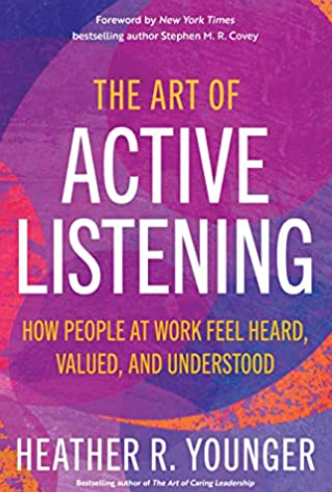 Foreword by New York Times
bestselling author Stephen M. R. Covey
THE ART OF
ACTIVE
LISTENING
HOW PEOPLE AT WORK FEEL HEARD,
VALUED, AND UNDERSTOOD
HEATHER R. YOUNGER
Bestselling author of The Art of Caring Leadership